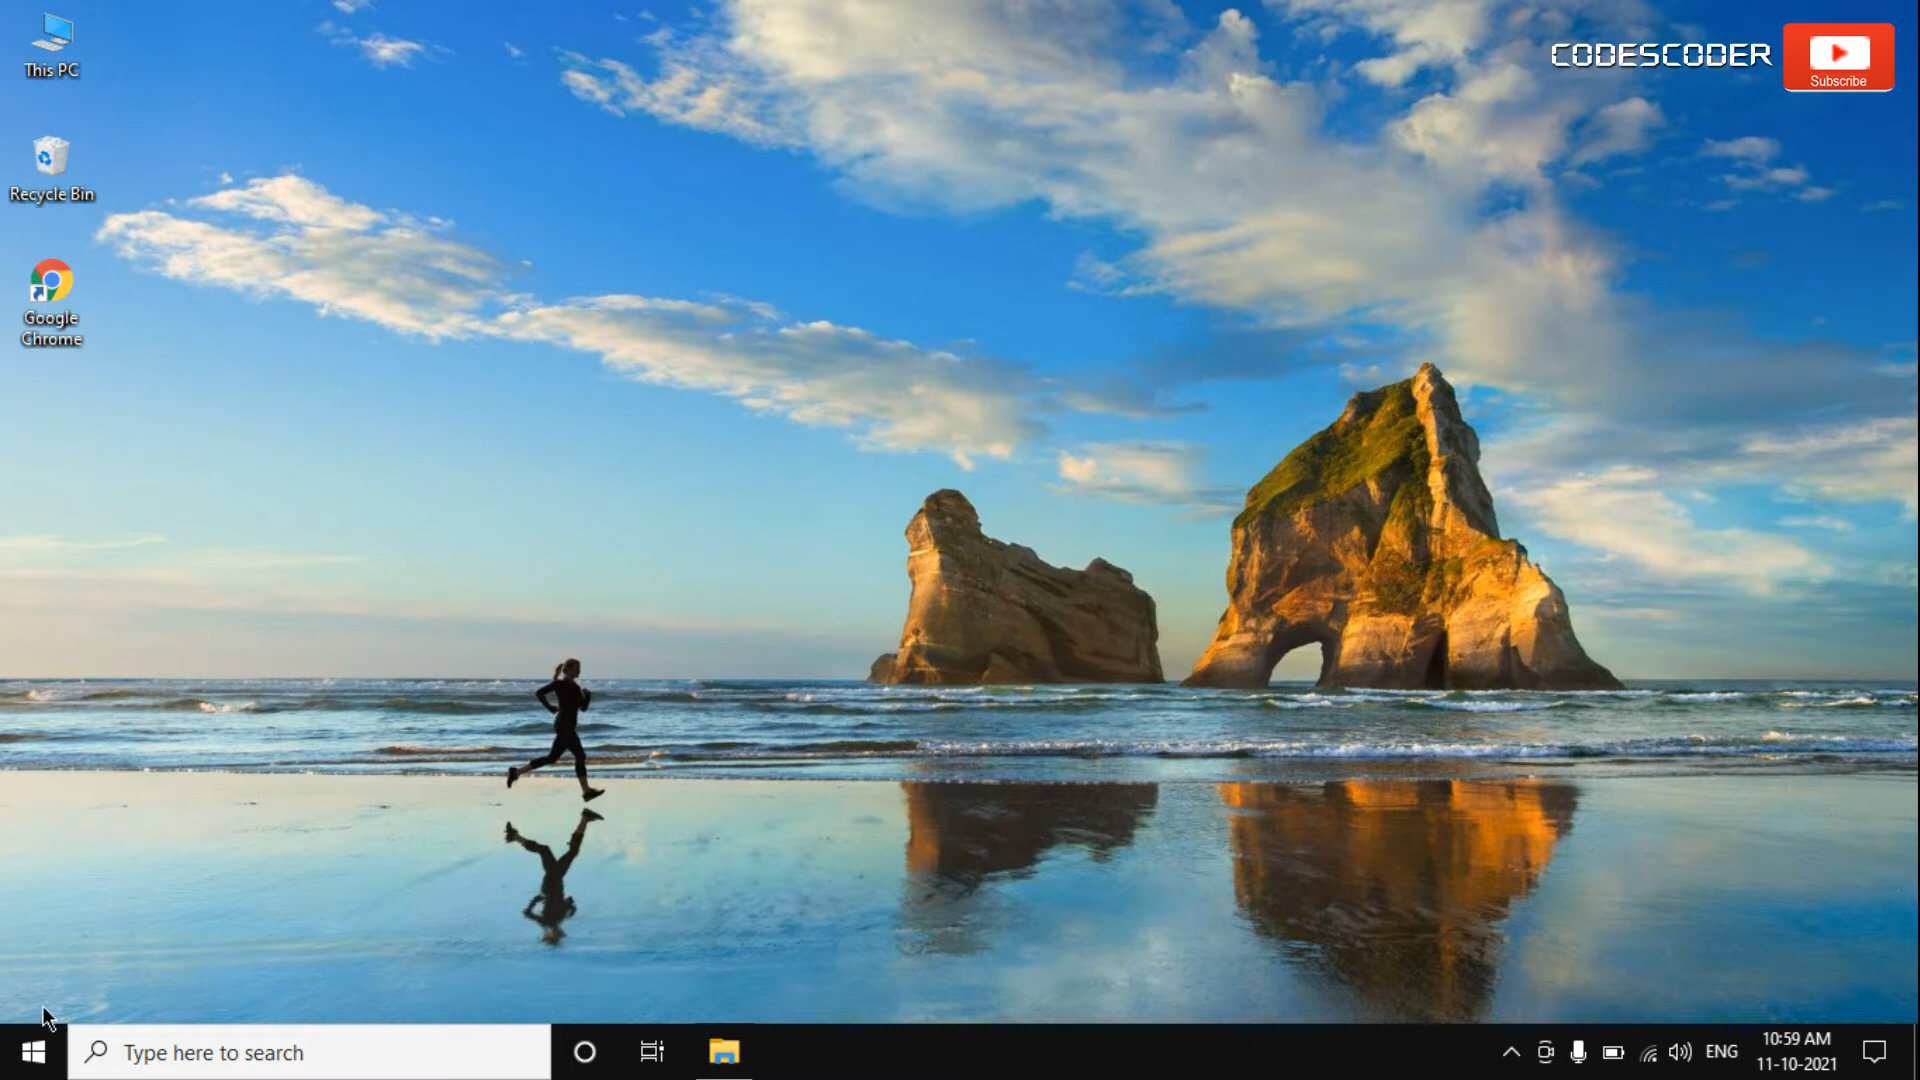 This PC
CODESCODER
Subscribe
Recycle Bin
Google
Chrome
Type here to search
ENG
10:59 AM
11-10-2021